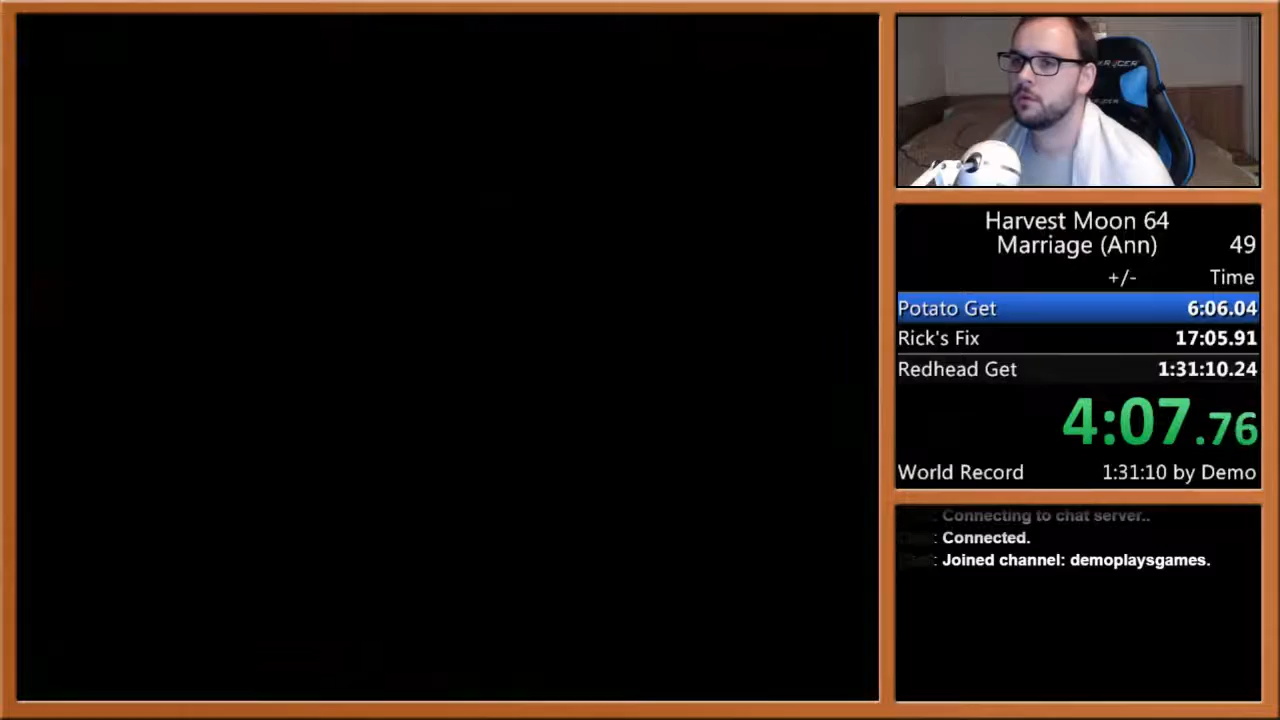 Harvest Moon 64
Marriage (Ann) 49
+/- Time
Potato Get 6:06.04
Rick's Fix 17:05.91
Redhead Get 1:31:10.24
4:07.76
World Record 1:31:10 by Demo
: Connecting to chat server..
: Connected.
: Joined channel: demoplaysgames.